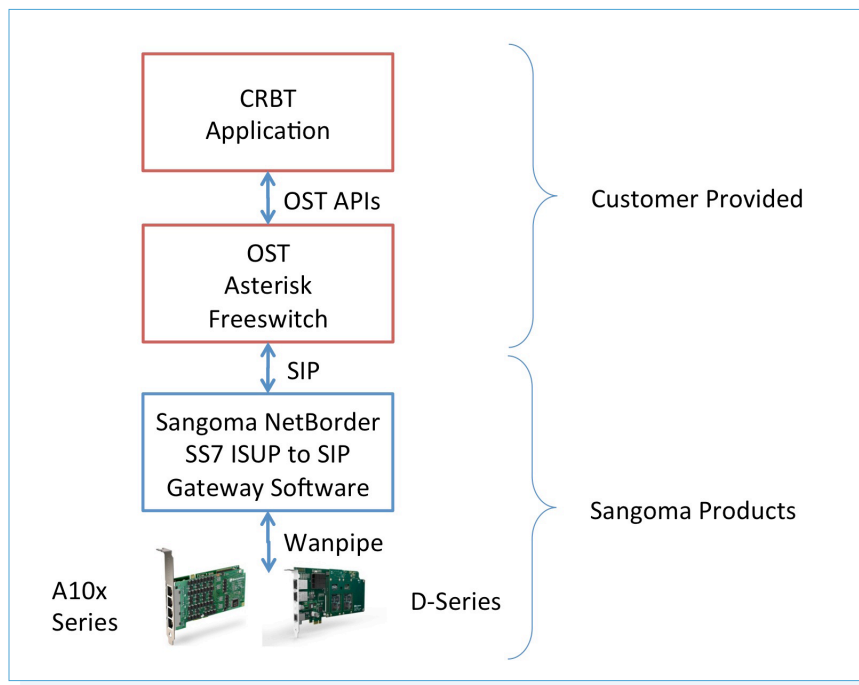 CRBT
Application
OST APIs
Customer Provided
OST
Asterisk
Freeswitch
SIP
Sangoma NetBorder
SS7 ISUP to SIP
Gateway Software
Sangoma Products
Wanpipe
A10x
Series
D-Series